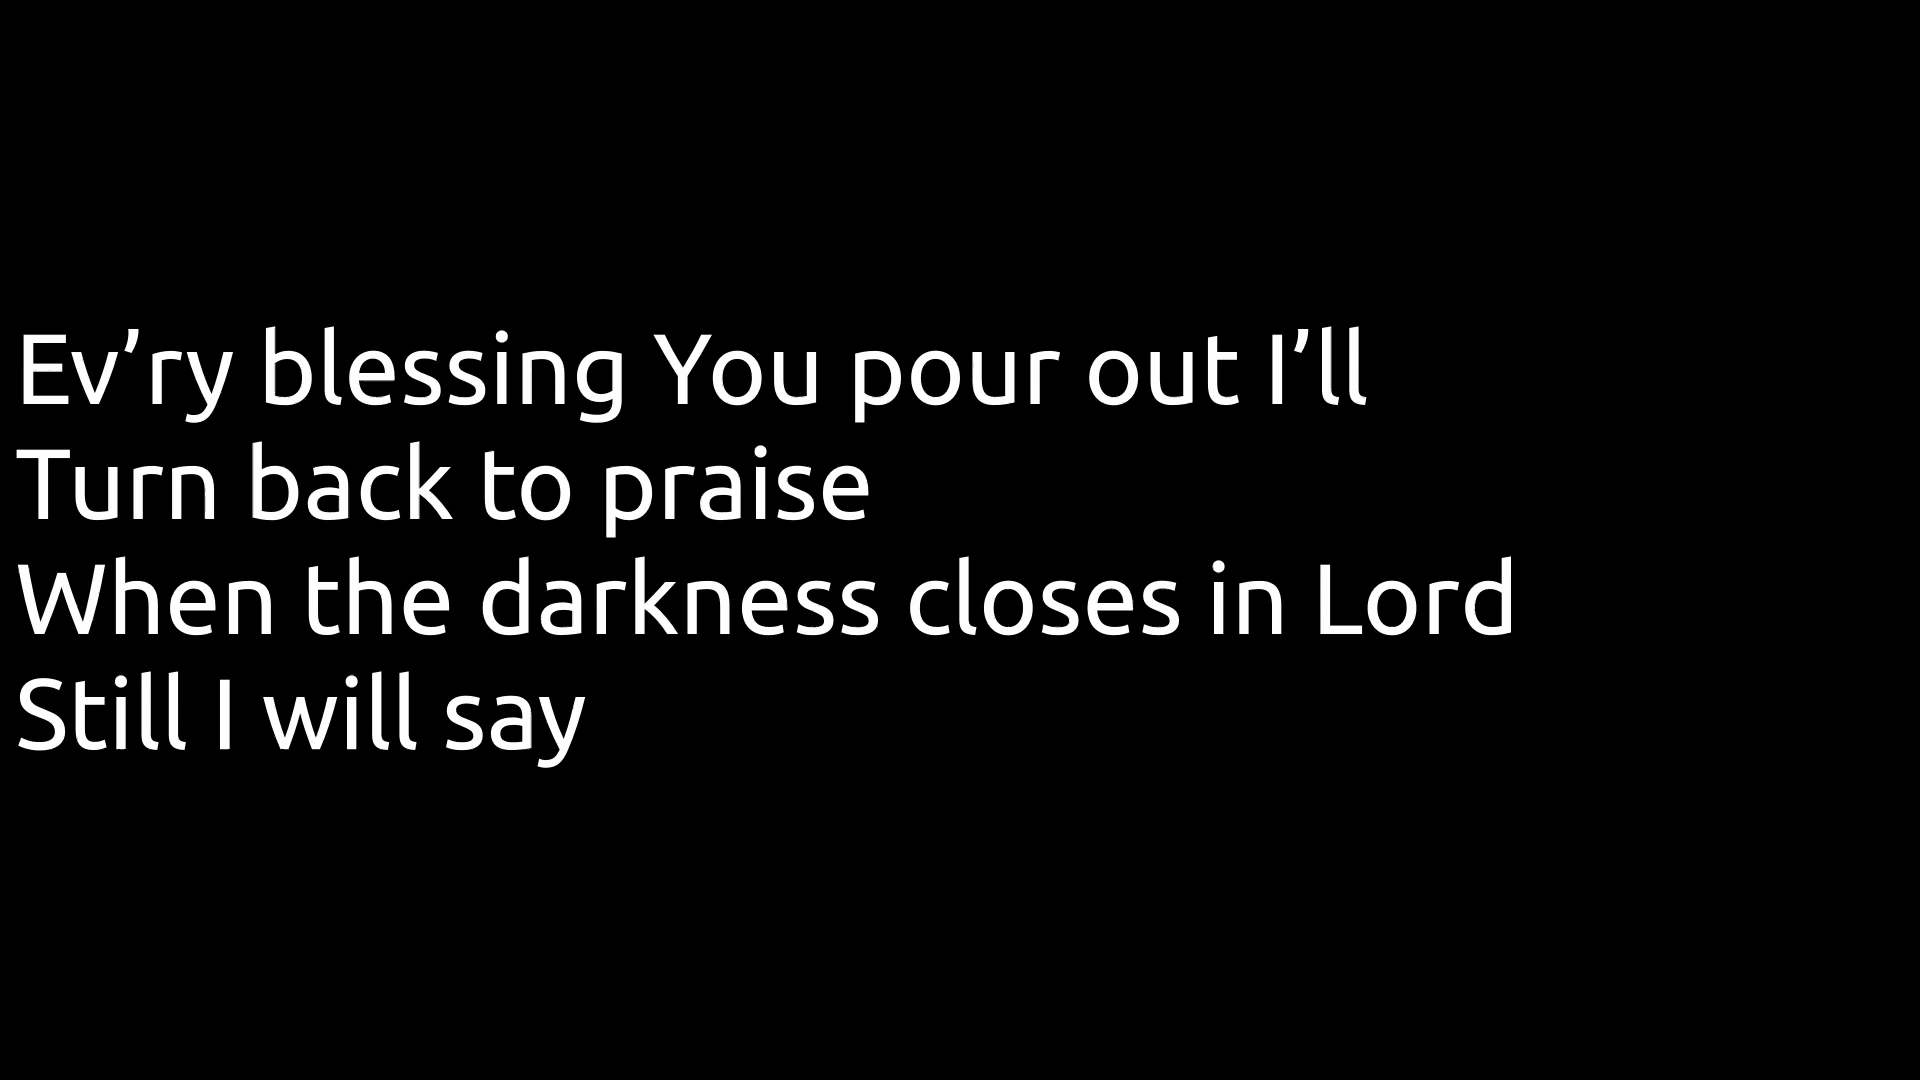 Ev’ry blessing You pour out I’ll
Turn back to praise
When the darkness closes in Lord
Still I will say